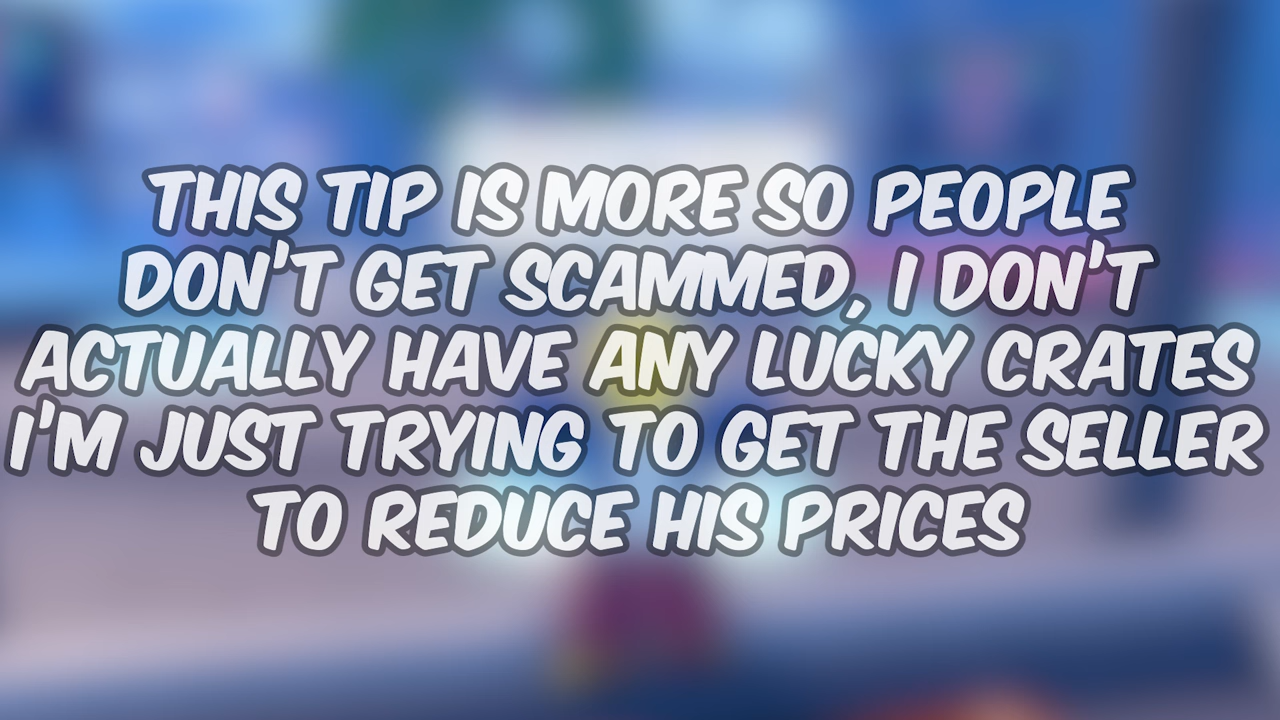 THIS TIP IS MORE SO PEOPLE
DON'T GET SCAMMED, I DON'T
ACTUALLY HAVE ANY LUCKY CRATES
I'M JUST TRYING TO GET THE SELLER
TO REDUCE HIS PRICES